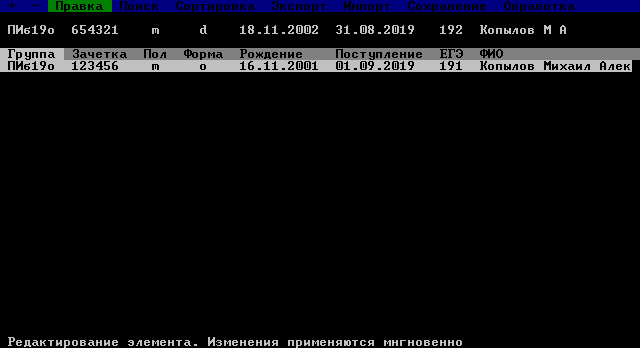 + - Правка Поиск Сортировка Экспорт Импорт Сохранение Обработка
ПИб19о 654321 m d 18.11.2002 31.08.2019 192 Копылов М А
Группа Зачетка Пол Форма Рождение Поступление ЕГЭ ФИО
ПИб19о 123456 m о 16.11.2001 01.09.2019 191 Копылов Михаил Алек
Редактирование элемента. Изменения применяются мнгновенно